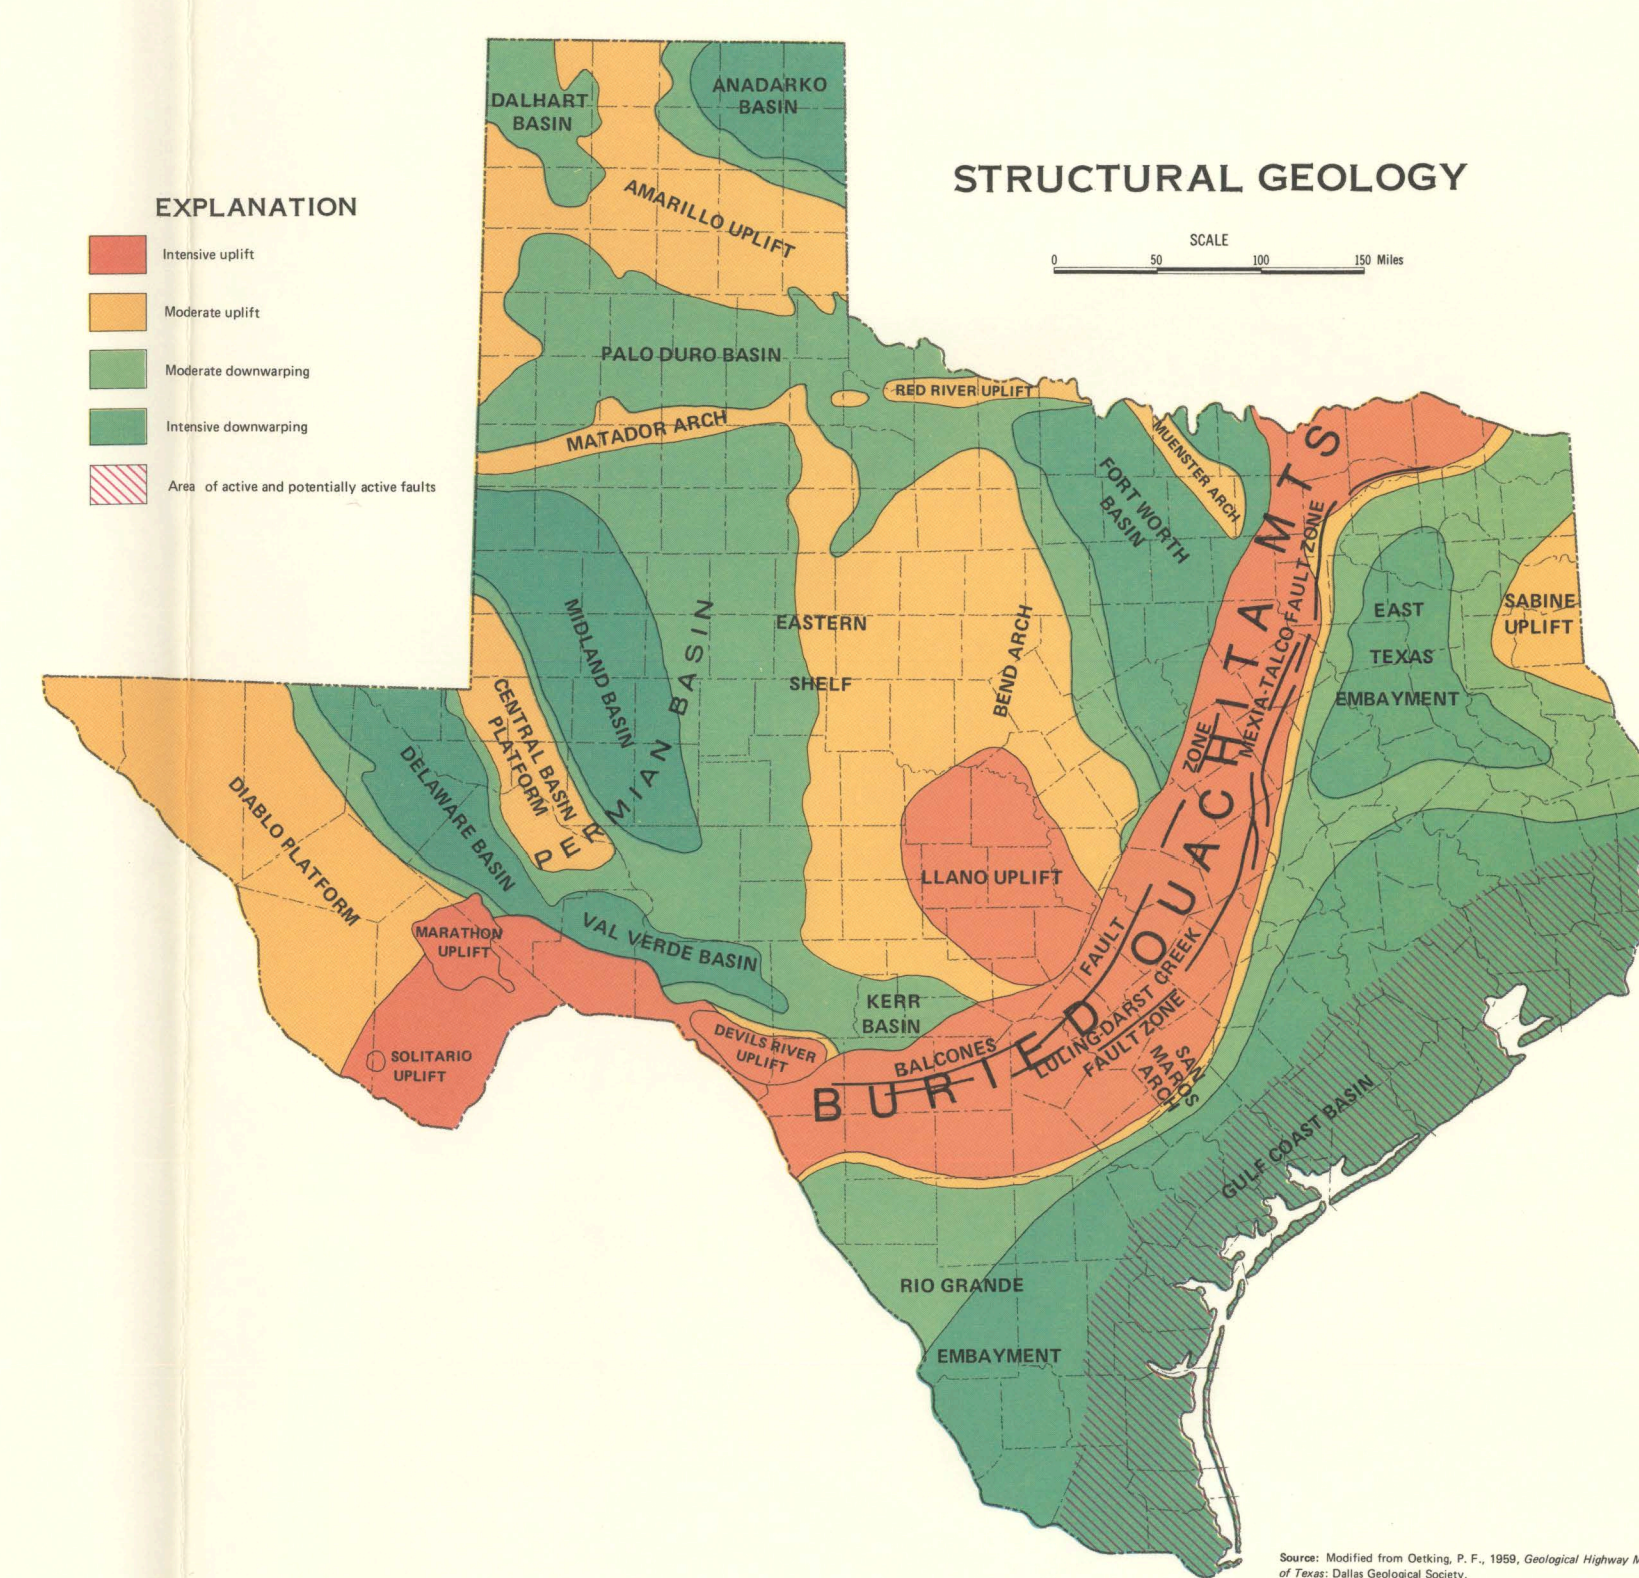 STRUCTURAL GEOLOGY
SCALE
0 50 100 150 Miles
EXPLANATION
Intensive uplift
Moderate uplift
Moderate downwarping
Intensive downwarping
Area of active and potentially active faults
DALHART
BASIN
ANADARKO
BASIN
AMARILLO UPLIFT
PALO DURO BASIN
RED RIVER UPLIFT
MATADOR ARCH
MUENSTER ARCH
FORT WORTH
BASIN
MIDLAND BASIN
PERMIAN BASIN
EASTERN
SHELF
BEND ARCH
EAST
TEXAS
EMBAYMENT
SABINE
UPLIFT
CENTRAL BASIN
PLATFORM
DELAWARE BASIN
DIABLO PLATFORM
MEXIA-TALCO FAULT ZONE
BURIED OUACHITA MTS
LLANO UPLIFT
MARATHON
UPLIFT
VAL VERDE BASIN
KERR
BASIN
DEVILS RIVER
UPLIFT
SOLITARIO
UPLIFT
BALCONES FAULT ZONE
LULING-DARST CREEK
FAULT ZONE
SAN
MAROS
ARCH
GULF COAST BASIN
RIO GRANDE
EMBAYMENT
Source: Modified from Oetking, P. F., 1959, Geological Highway M
of Texas: Dallas Geological Society.